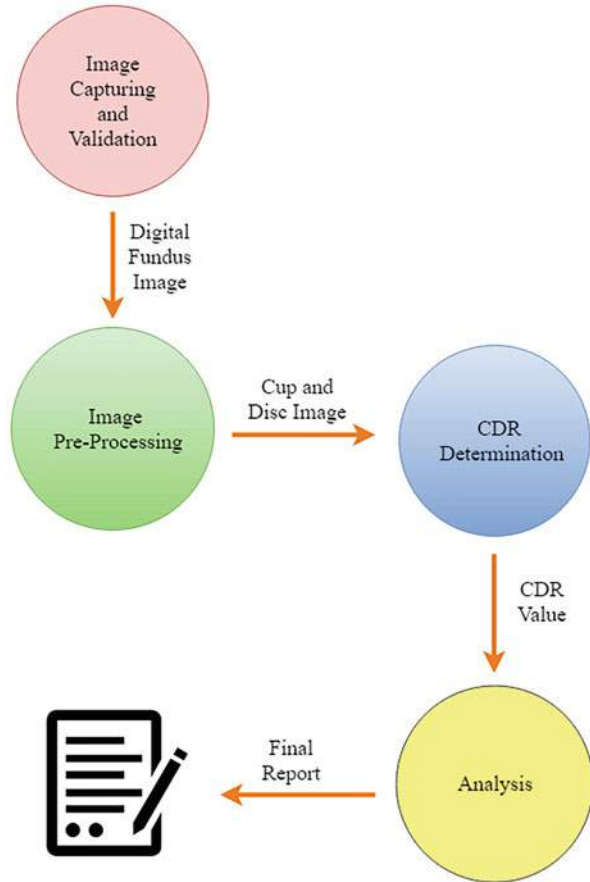 Image
Capturing
and
Validation
Digital
Fundus
Image
Image
Pre-Processing
Cup and
Disc Image
CDR
Determination
CDR
Value
Analysis
Final
Report